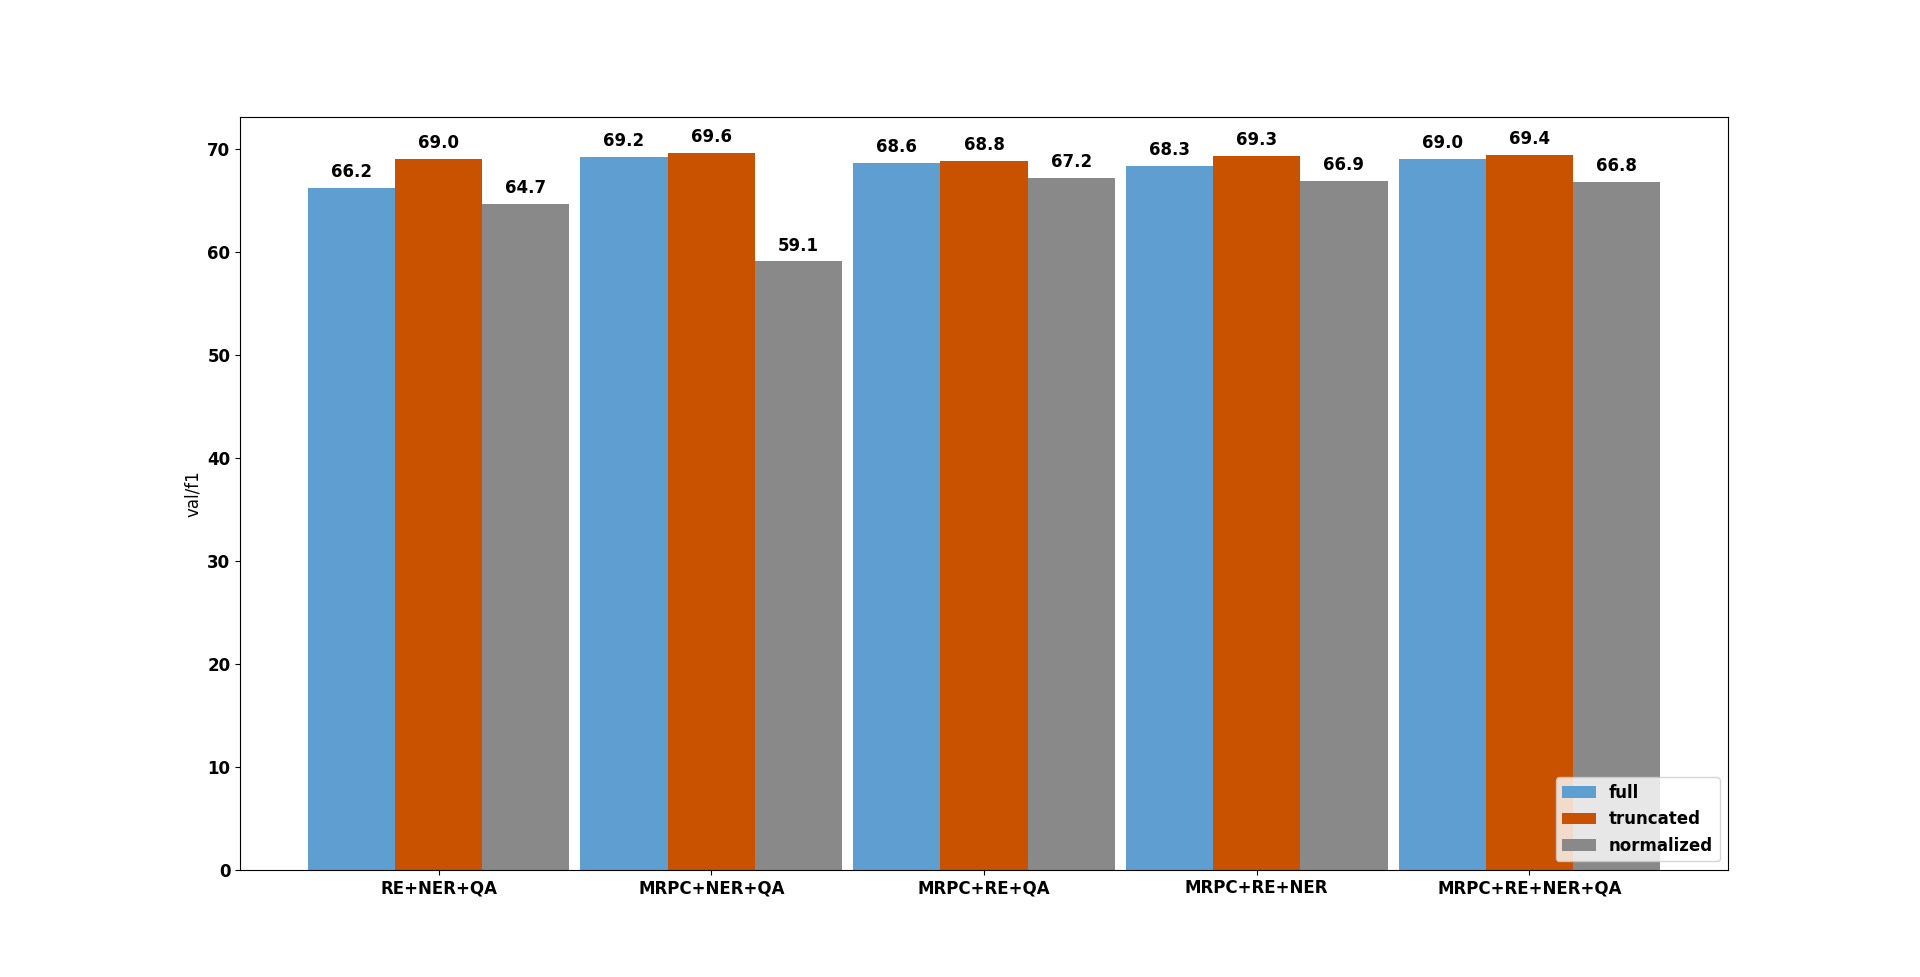 69.2 69.6
69.0 68.6 68.8 68.3 69.3 69.0 69.4
70
66.2 67.2 66.9 66.8
64.7
60 59.1
50
val/f1
40
30
20
10
full
truncated
normalized
0
RE+NER+QA MRPC+NER+QA MRPC+RE+QA MRPC+RE+NER MRPC+RE+NER+QA